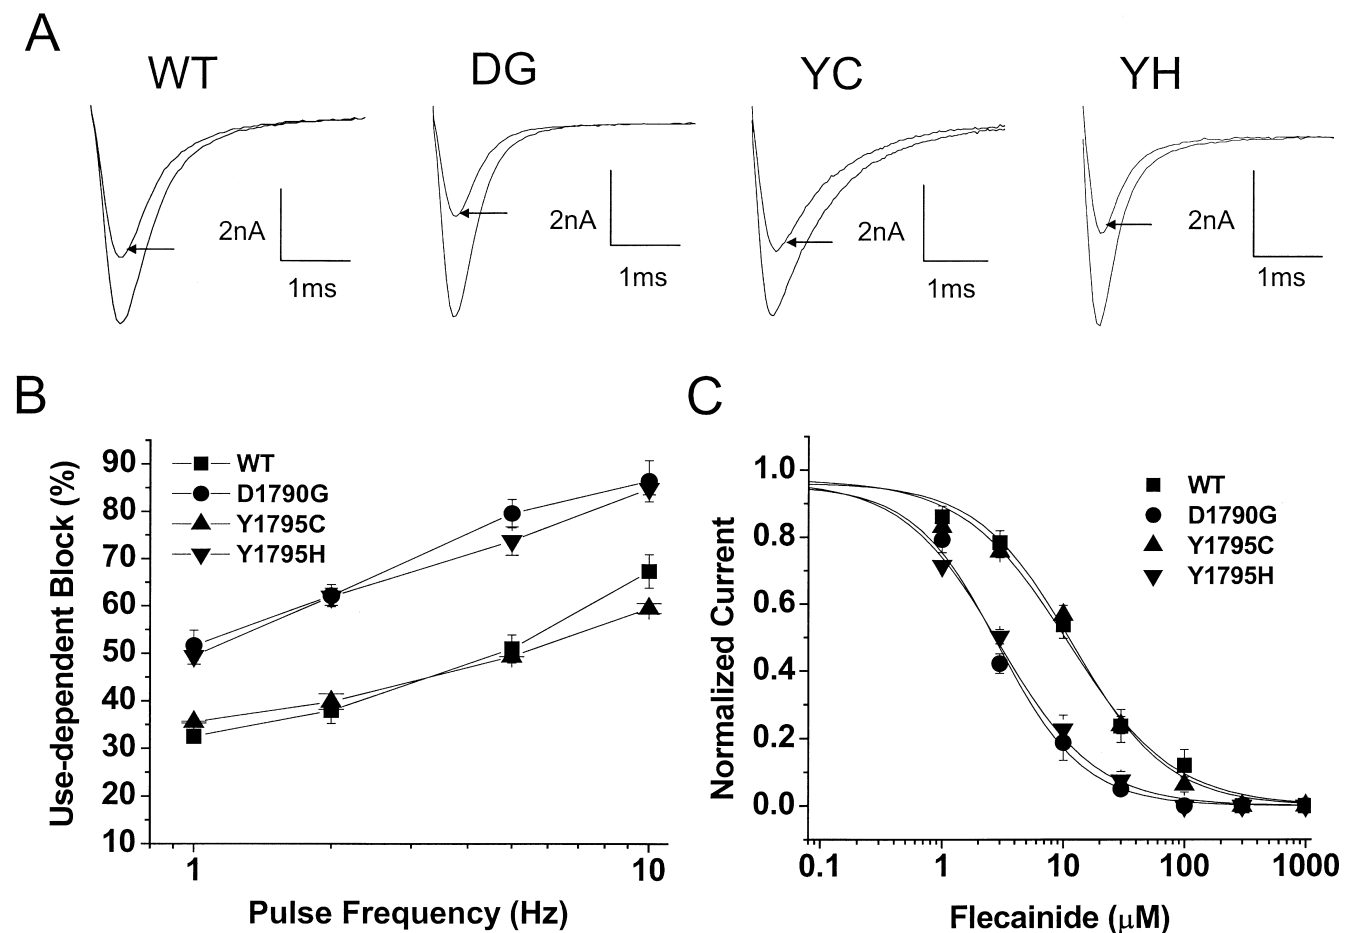 A
WT
DG
YC
YH
2nA
1ms
2nA
1ms
2nA
1ms
2nA
1ms
B
Use-dependent Block (%)
90
80
70
60
50
40
30
20
10
WT
D1790G
Y1795C
Y1795H
1
10
Pulse Frequency (Hz)
C
Normalized Current
1.0
0.8
0.6
0.4
0.2
0.0
WT
D1790G
Y1795C
Y1795H
0.1
1
10
100
1000
Flecainide (µM)